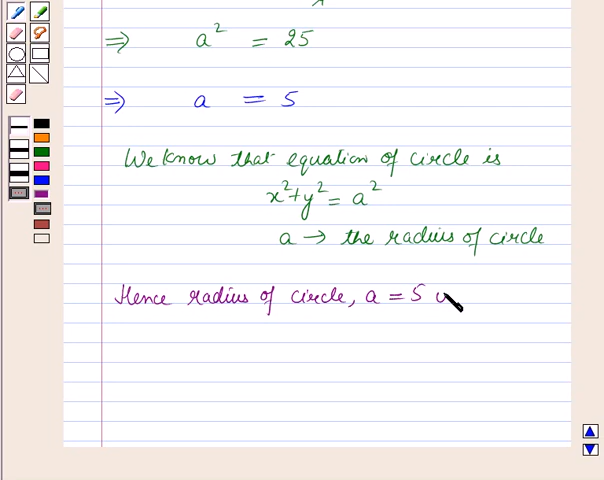 ⇒ a² = 25
⇒ a = 5
We know that equation of circle is
x²+y² = a²
a → the radius of circle
Hence radius of circle, a = 5